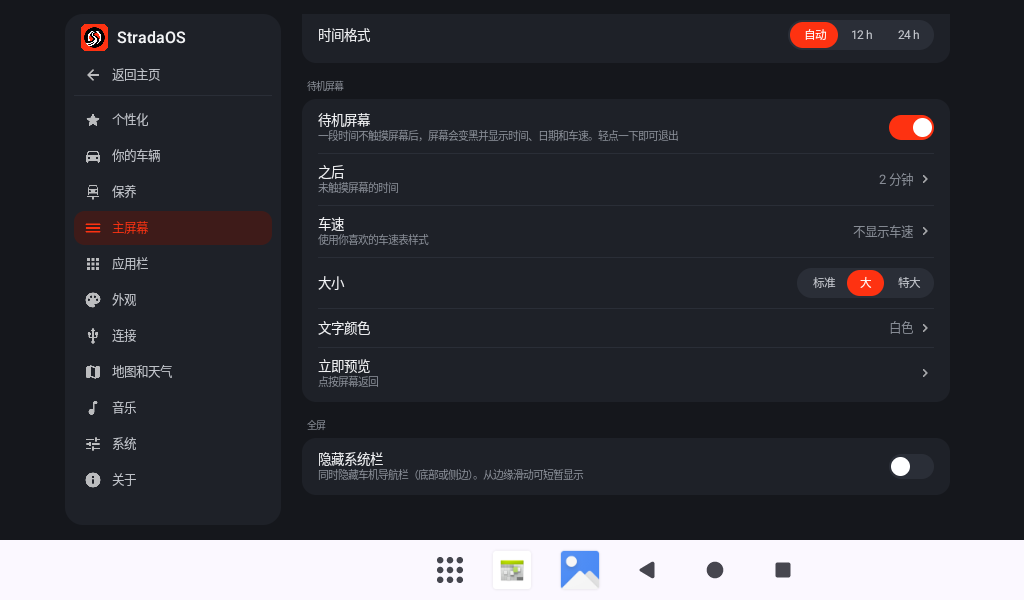 StradaOS
返回主页
个性化
你的车辆
保养
主屏幕
应用栏
外观
连接
地图和天气
音乐
系统
关于
时间格式
自动 12 h 24 h
待机屏幕
待机屏幕
一段时间不触摸屏幕后，屏幕会变黑并显示时间、日期和车速。轻点一下即可退出
之后
未触摸屏幕的时间
2 分钟
车速
使用你喜欢的车速表样式
不显示车速
大小
标准 大 特大
文字颜色
白色
立即预览
点按屏幕返回
全屏
隐藏系统栏
同时隐藏车机导航栏（底部或侧边）。从边缘滑动可短暂显示